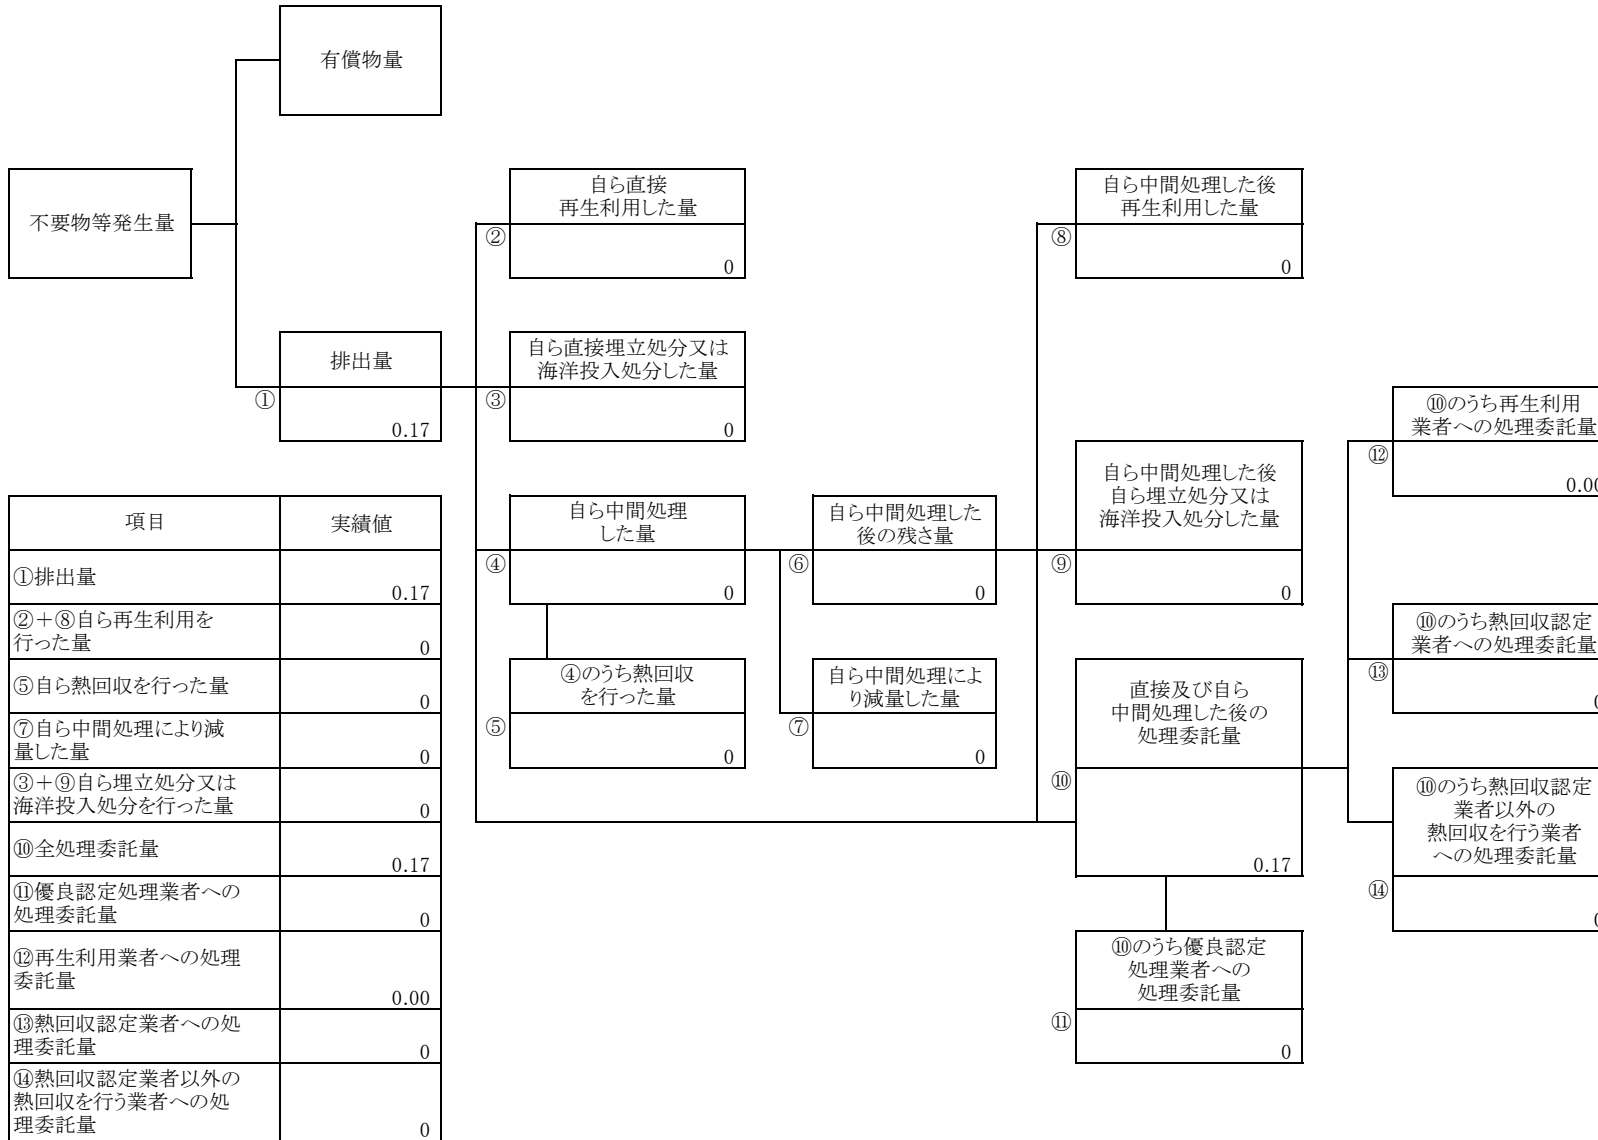 有償物量
不要物等発生量
自ら直接
再生利用した量
②
0
自ら中間処理した後
再生利用した量
⑧
0
排出量
①
0.17
自ら直接埋立処分又は
海洋投入処分した量
③
0
⑩のうち再生利用
業者への処理委託量
⑫
0.00
自ら中間処理
した量
④
0
自ら中間処理した
後の残さ量
⑥
0
自ら中間処理した後
自ら埋立処分又は
海洋投入処分した量
⑨
0
⑩のうち熱回収認定
業者への処理委託量
⑬
0
④のうち熱回収
を行った量
⑤
0
自ら中間処理によ
り減量した量
⑦
0
直接及び自ら
中間処理した後の
処理委託量
⑩
0.17
⑩のうち熱回収認定
業者以外の
熱回収を行う業者
への処理委託量
⑭
0
⑩のうち優良認定
処理業者への
処理委託量
⑪
0
項目
実績値
①排出量
0.17
②+⑧自ら再生利用を
行った量
0
⑤自ら熱回収を行った量
0
⑦自ら中間処理により減
量した量
0
③+⑨自ら埋立処分又は
海洋投入処分を行った量
0
⑩全処理委託量
0.17
⑪優良認定処理業者への
処理委託量
0
⑫再生利用業者への処理
委託量
0.00
⑬熱回収認定業者への処
理委託量
0
⑭熱回収認定業者以外の
熱回収を行う業者への処
理委託量
0